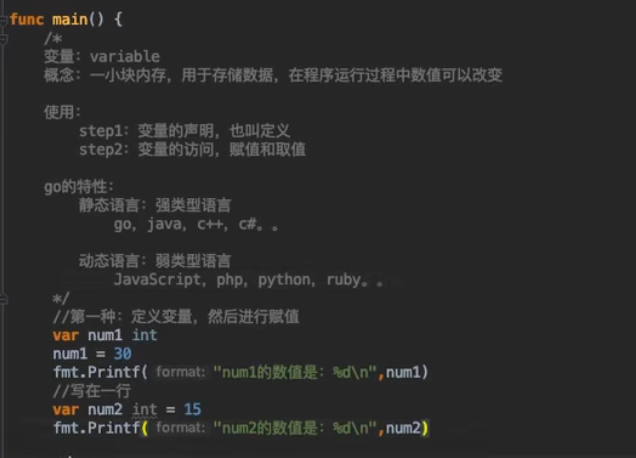 func main() {
/*
变量：variable
概念：一小块内存，用于存储数据，在程序运行过程中数值可以改变
使用：
step1：变量的声明，也叫定义
step2：变量的访问，赋值和取值
go的特性：
静态语言：强类型语言
go，java，c++，c#。。
动态语言：弱类型语言
JavaScript，php，python，ruby。。
*/
//第一种：定义变量，然后进行赋值
var num1 int
num1 = 30
fmt.Printf( format: "num1的数值是：%d\n",num1)
//写在一行
var num2 int = 15
fmt.Printf( format: "num2的数值是：%d\n",num2)